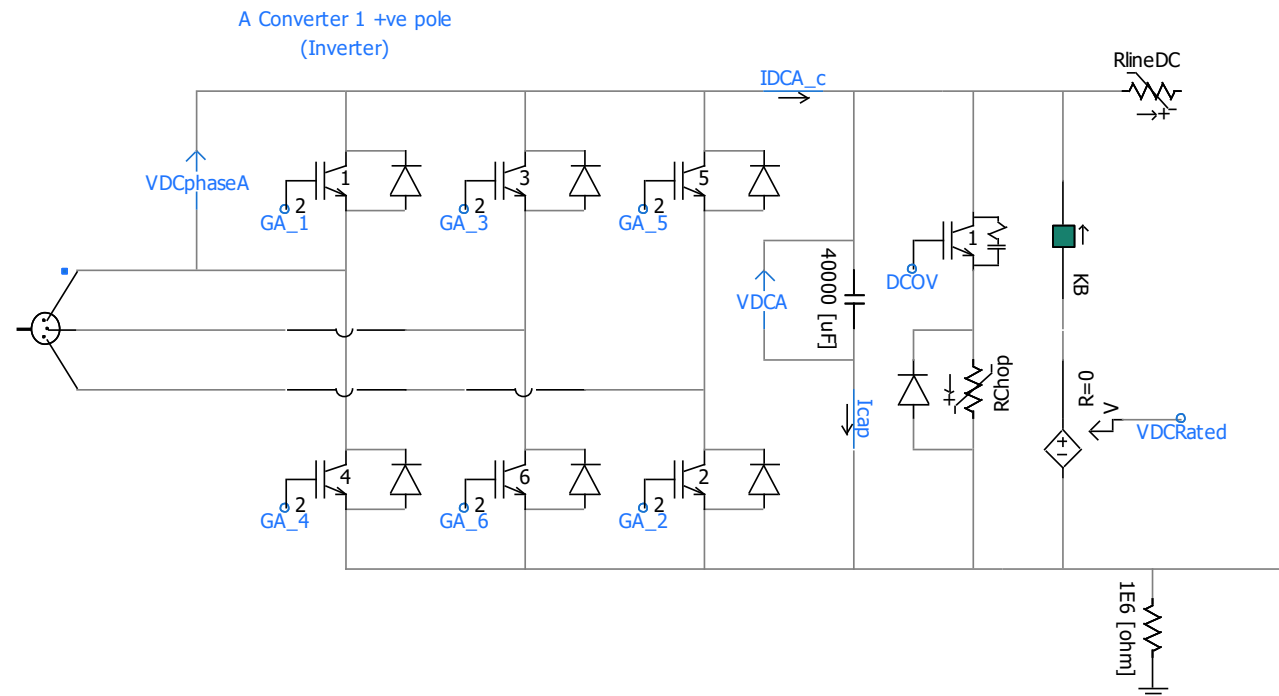 A Converter 1 +ve pole
(Inverter)
RlineDC
IDCA_c
+
-
VDCphaseA
1
3
5
2
2
2
GA_1
GA_3
GA_5
1
DCOV
KB
VDCA
40000 [uF]
R=0
V
VDCRated
RChop
+
-
Icap
+
-
4
6
2
2
2
2
GA_4
GA_6
GA_2
1E6 [ohm]